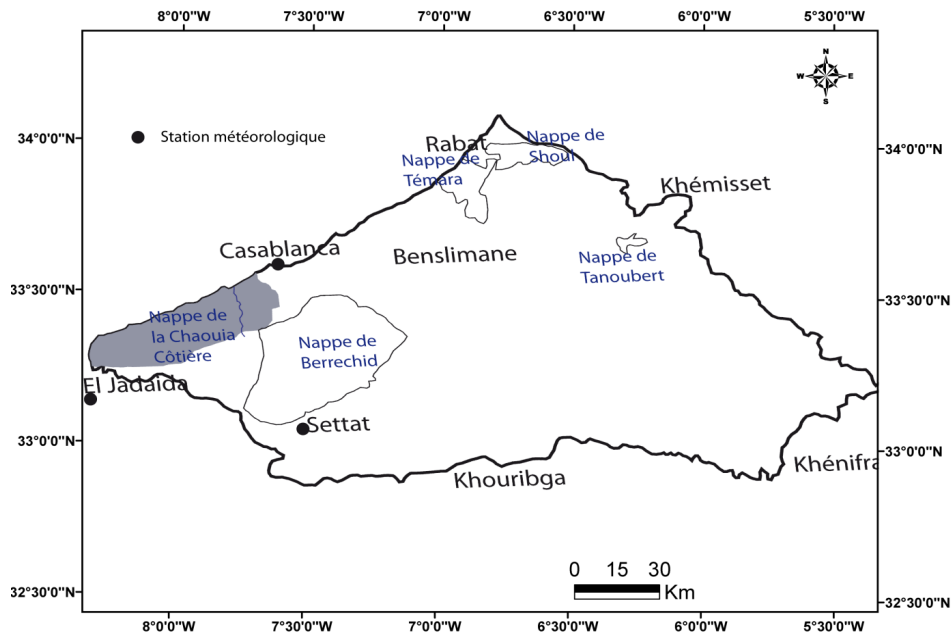 8°0'0"W 7°30'0"W 7°0'0"W 6°30'0"W 6°0'0"W 5°30'0"W
N
W E
S
34°0'0"N
Station météorologique
Rabat
Nappe de
Shoul
34°0'0"N
Nappe de
Témara
Khémisset
Casablanca
Benslimane
Nappe de
Tanoubert
33°30'0"N
33°30'0"N
Nappe de
la Chaouia
Côtière
Nappe de
Berrechid
El Jadaida
Settat
33°0'0"N
33°0'0"N
Khénifra
Khouribga
0 15 30
Km
32°30'0"N
32°30'0"N
8°0'0"W 7°30'0"W 7°0'0"W 6°30'0"W 6°0'0"W 5°30'0"W